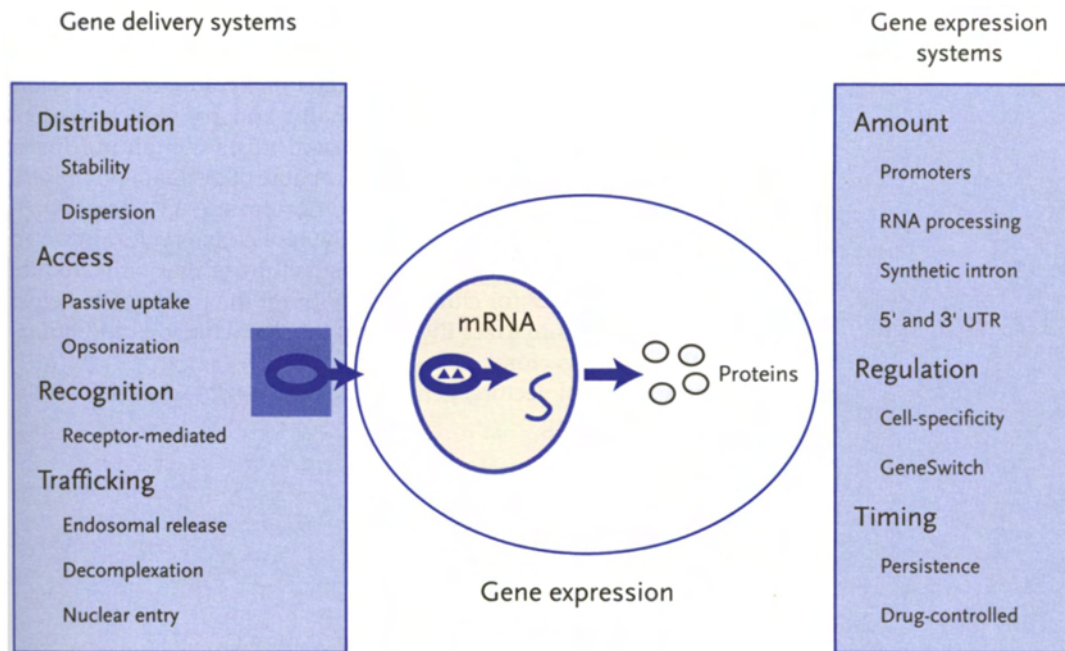 Gene delivery systems
Distribution
Stability
Dispersion
Access
Passive uptake
Opsonization
Recognition
Receptor-mediated
Trafficking
Endosomal release
Decomplexation
Nuclear entry
mRNA
Proteins
Gene expression
Gene expression
systems
Amount
Promoters
RNA processing
Synthetic intron
5' and 3' UTR
Regulation
Cell-specificity
GeneSwitch
Timing
Persistence
Drug-controlled